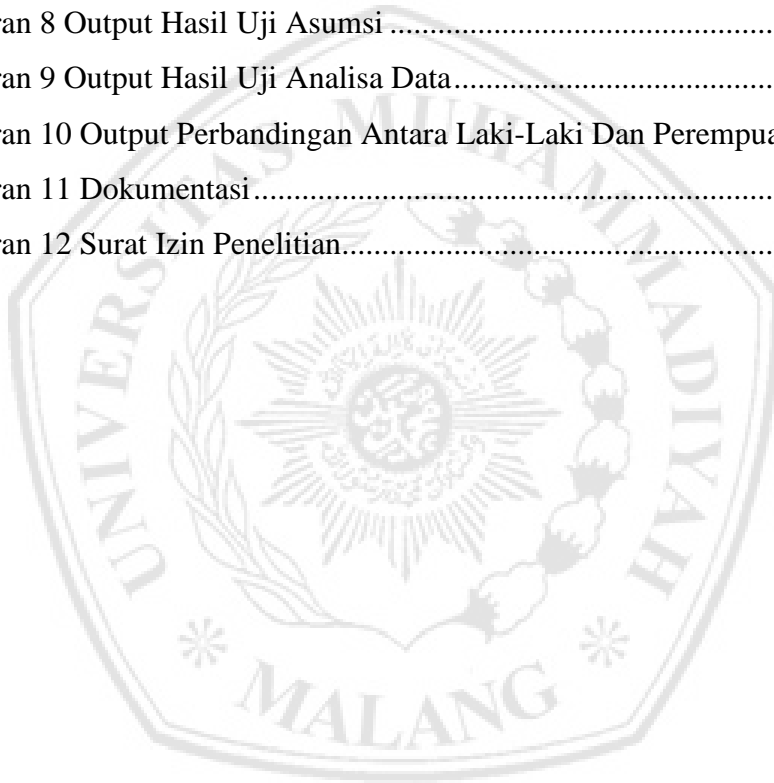 ran 8 Output Hasil Uji Asumsi ................................................
ran 9 Output Hasil Uji Analisa Data........................................
ran 10 Output Perbandingan Antara Laki-Laki Dan Perempua
ran 11 Dokumentasi.................................................................
ran 12 Surat Izin Penelitian......................................................
UNIVERSITAS MUHAMMADIYAH
MALANG